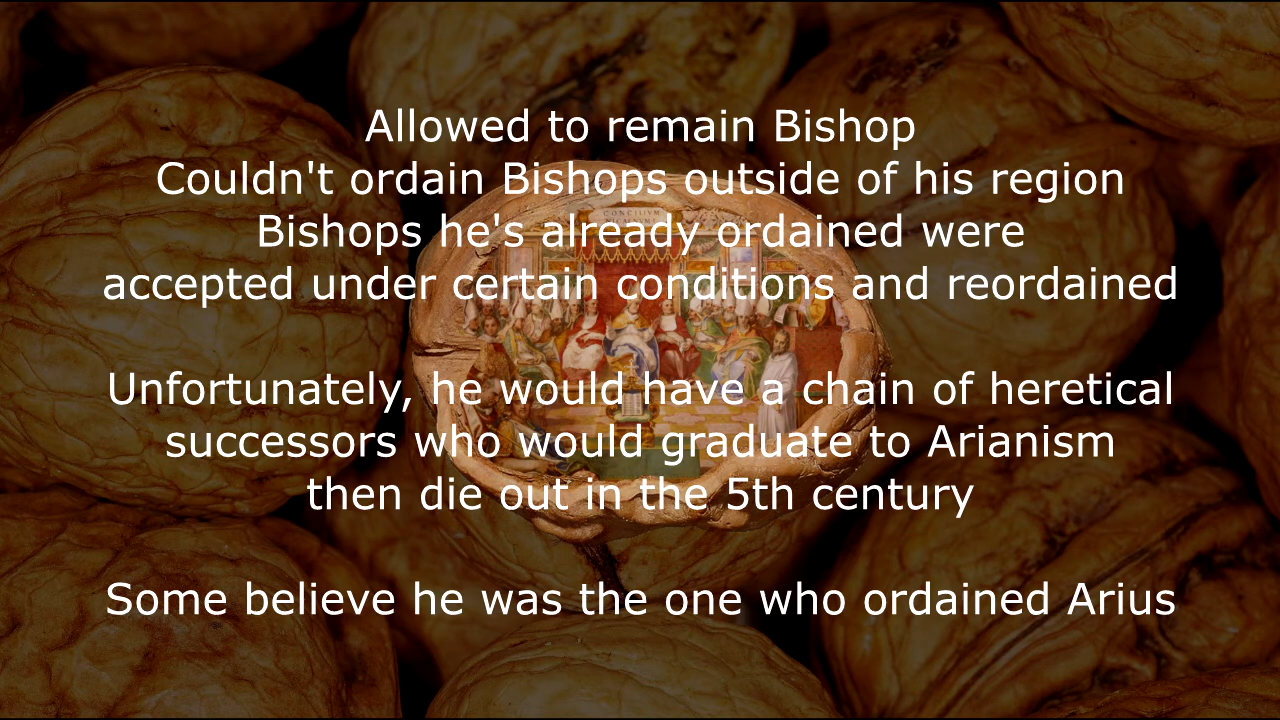 Allowed to remain Bishop
Couldn't ordain Bishops outside of his region
CONCILIVM
Bishops he's already ordained were
accepted under certain conditions and reordained
Unfortunately, he would have a chain of heretical
successors who would graduate to Arianism
then die out in the 5th century
Some believe he was the one who ordained Arius